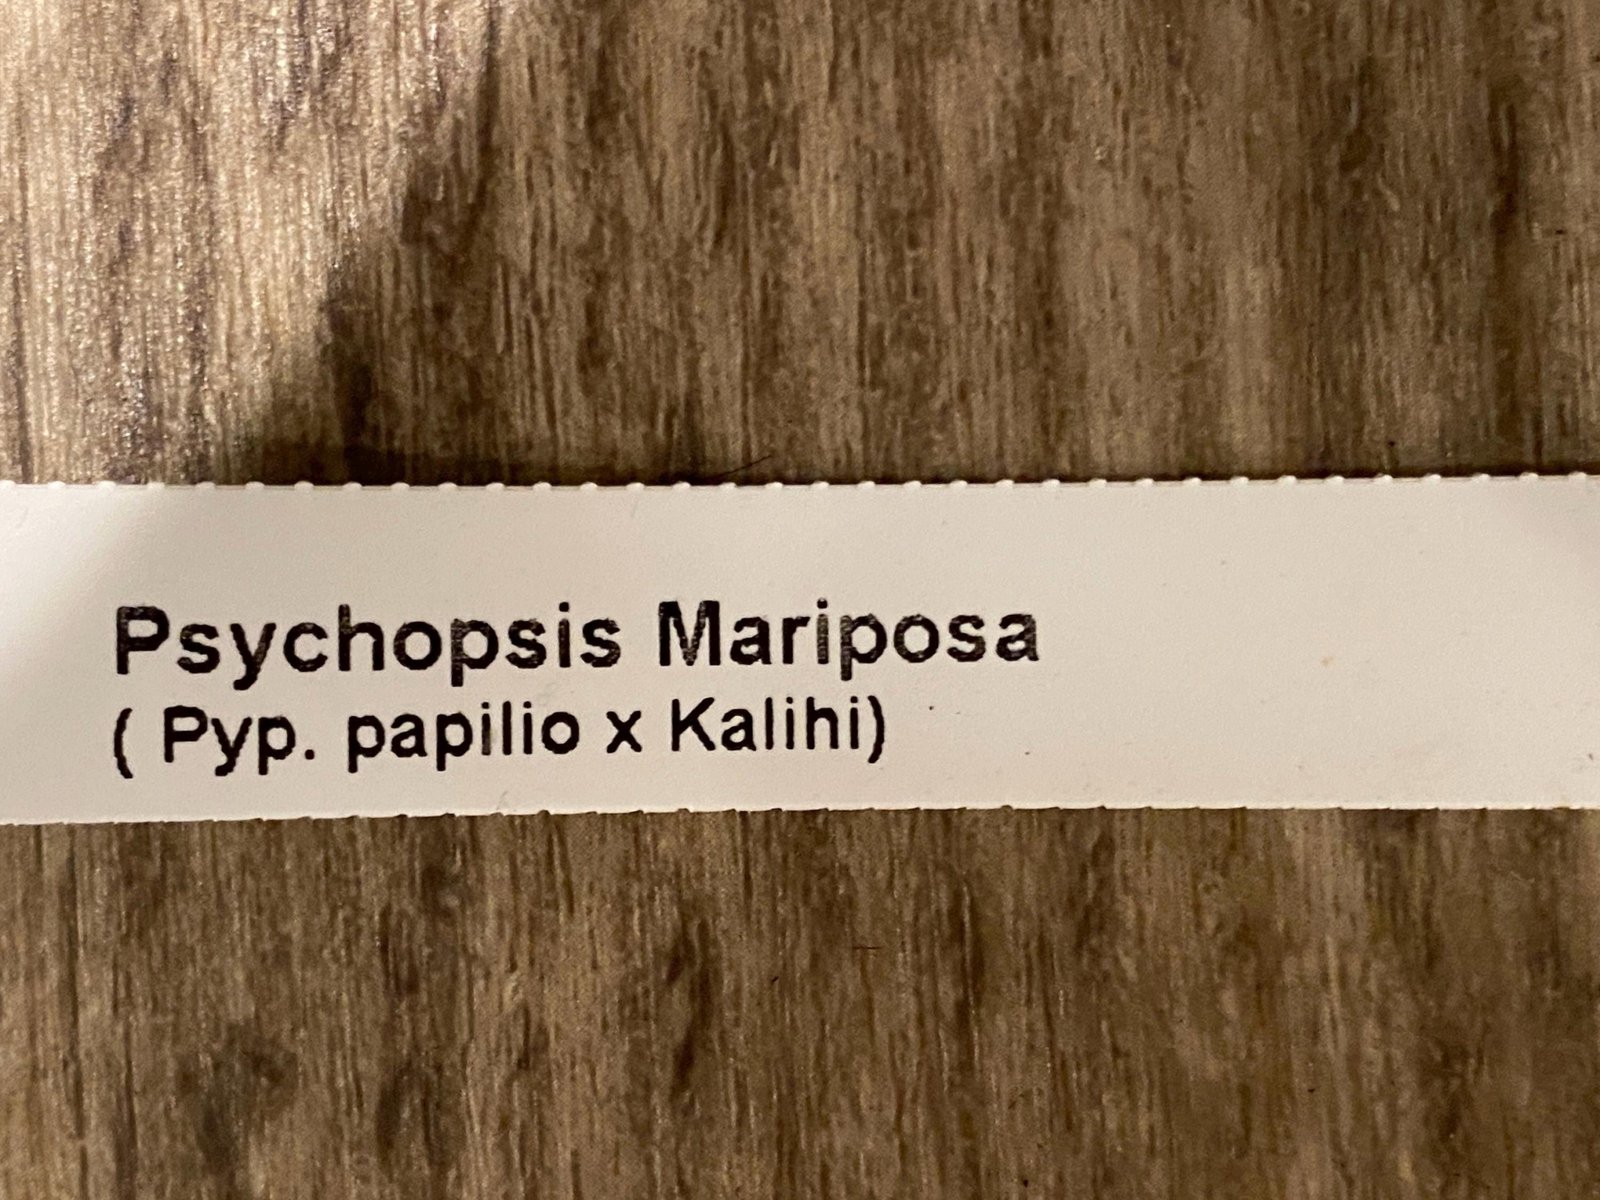 Psychopsis Mariposa
( Pyp. papilio x Kalihi)